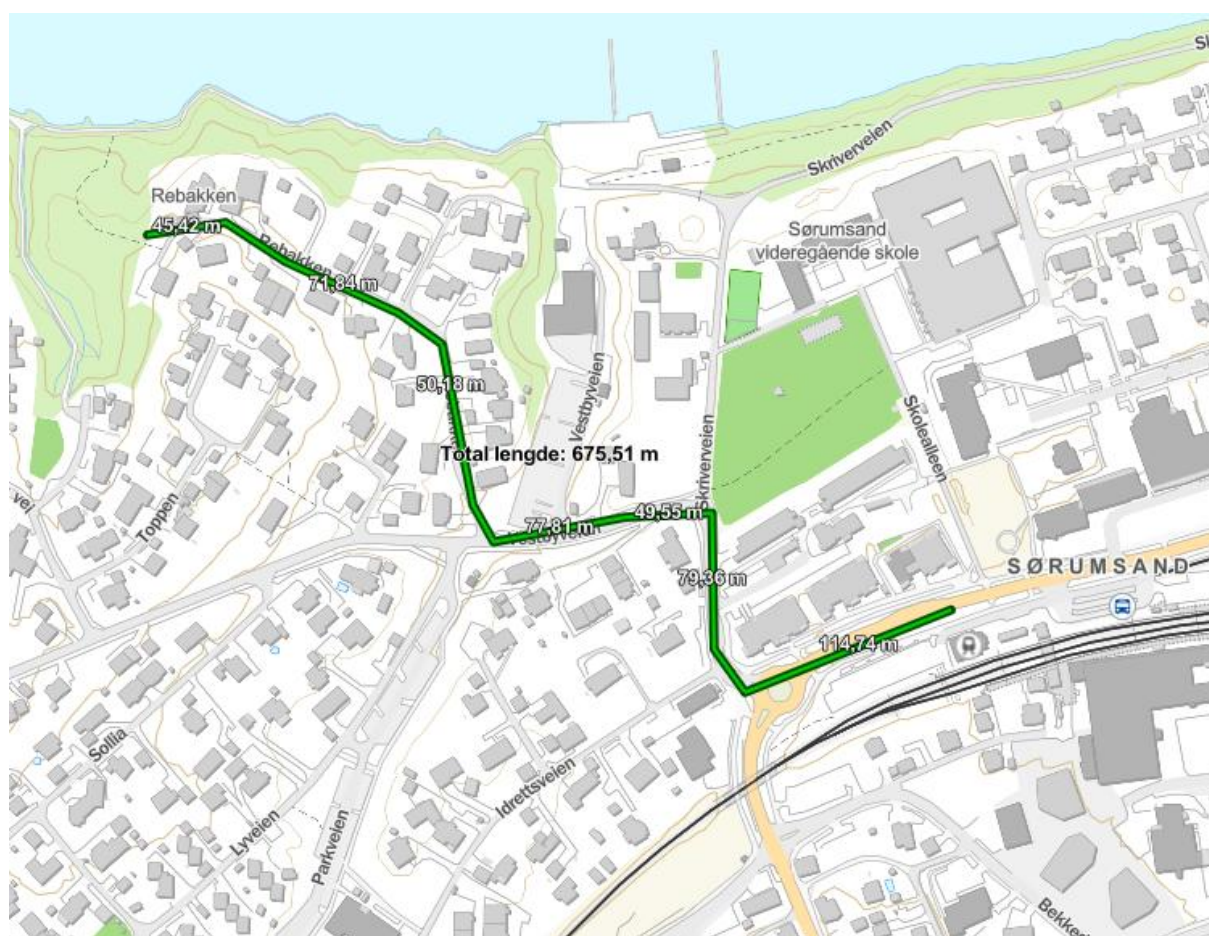 Sk
Skriverveien
Rebakken
45,42 m
Rebakken
71,84 m
Sørumsand
videregående skole
50,18 m
Vestbyveien
Skriverveien
Skolealleen
Total lengde: 675,51 m
Toppen
vei
77,81 m
49,55 m
79,36 m
SØRUMSAND
114,74 m
Sollia
Idrettsveien
Lyveien
Parkveien